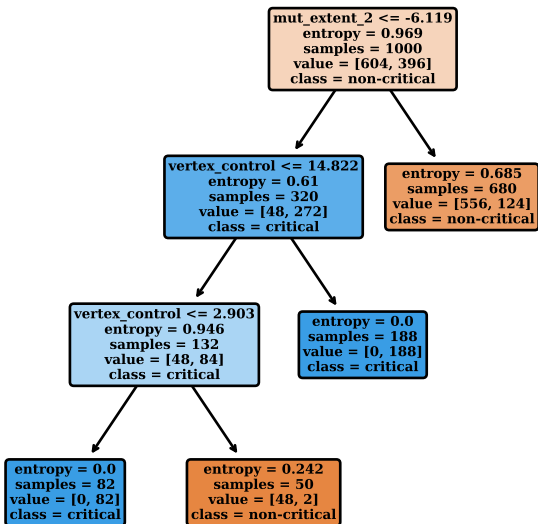 mut_extent_2 <= -6.119
entropy = 0.969
samples = 1000
value = [604, 396]
class = non-critical
vertex_control <= 14.822
entropy = 0.61
samples = 320
value = [48, 272]
class = critical
entropy = 0.685
samples = 680
value = [556, 124]
class = non-critical
vertex_control <= 2.903
entropy = 0.946
samples = 132
value = [48, 84]
class = critical
entropy = 0.0
samples = 188
value = [0, 188]
class = critical
entropy = 0.0
samples = 82
value = [0, 82]
class = critical
entropy = 0.242
samples = 50
value = [48, 2]
class = non-critical